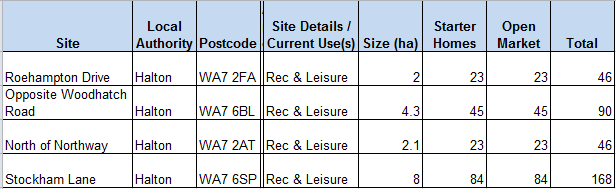 Site Local Authority Postcode Site Details / Current Use(s) Size (ha) Starter Homes Open Market Total
Roehampton Drive Halton WA7 2FA Rec & Leisure 2 23 23 46
Opposite Woodhatch Road Halton WA7 6BL Rec & Leisure 4.3 45 45 90
North of Northway Halton WA7 2AT Rec & Leisure 2.1 23 23 46
Stockham Lane Halton WA7 6SP Rec & Leisure 8 84 84 168